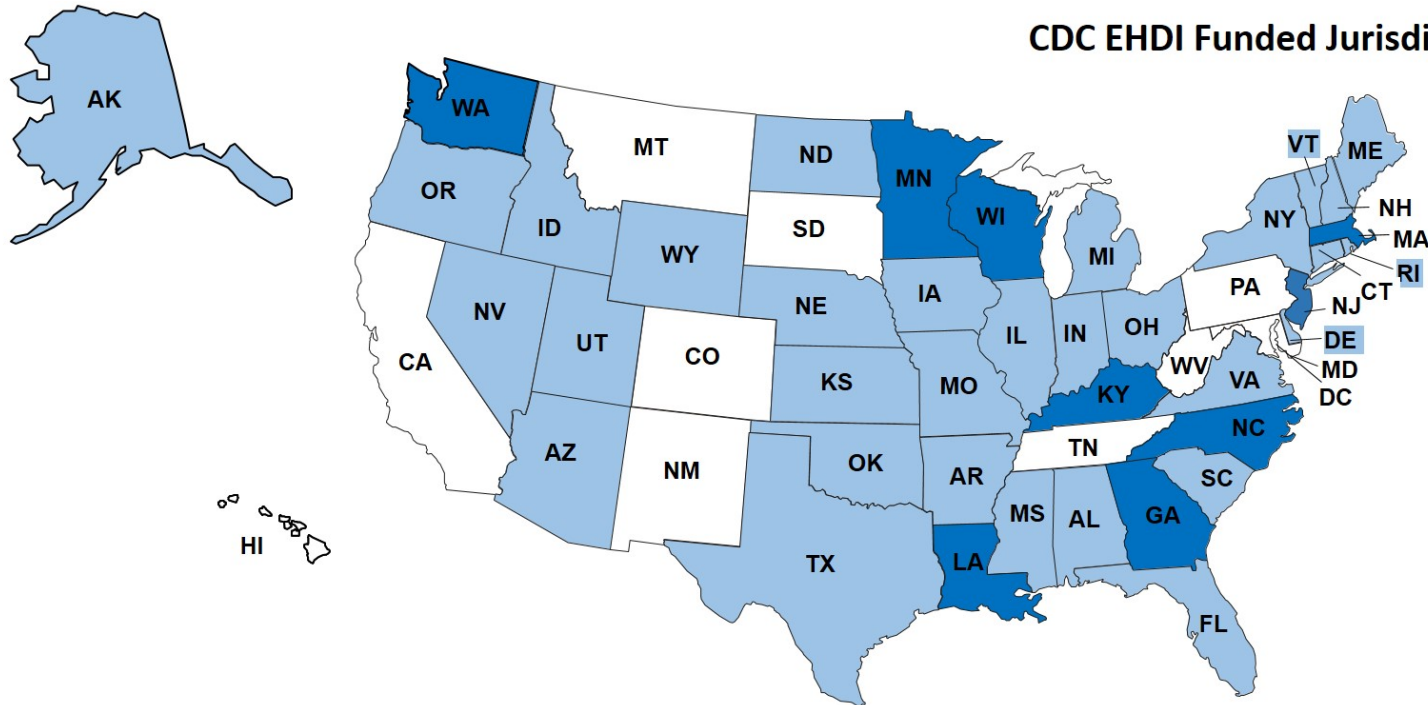 CDC EHDI Funded Jurisdi
AK
WA
MT
ND
MN
VT
ME
OR
ID
SD
WI
NY
NH
MA
WY
MI
RI
NV
NE
IA
PA
CT
NJ
UT
IL
IN
OH
DE
CA
CO
KS
MO
WV
VA
MD
DC
KY
NC
AZ
NM
OK
AR
TN
SC
MS
AL
GA
HI
TX
LA
FL